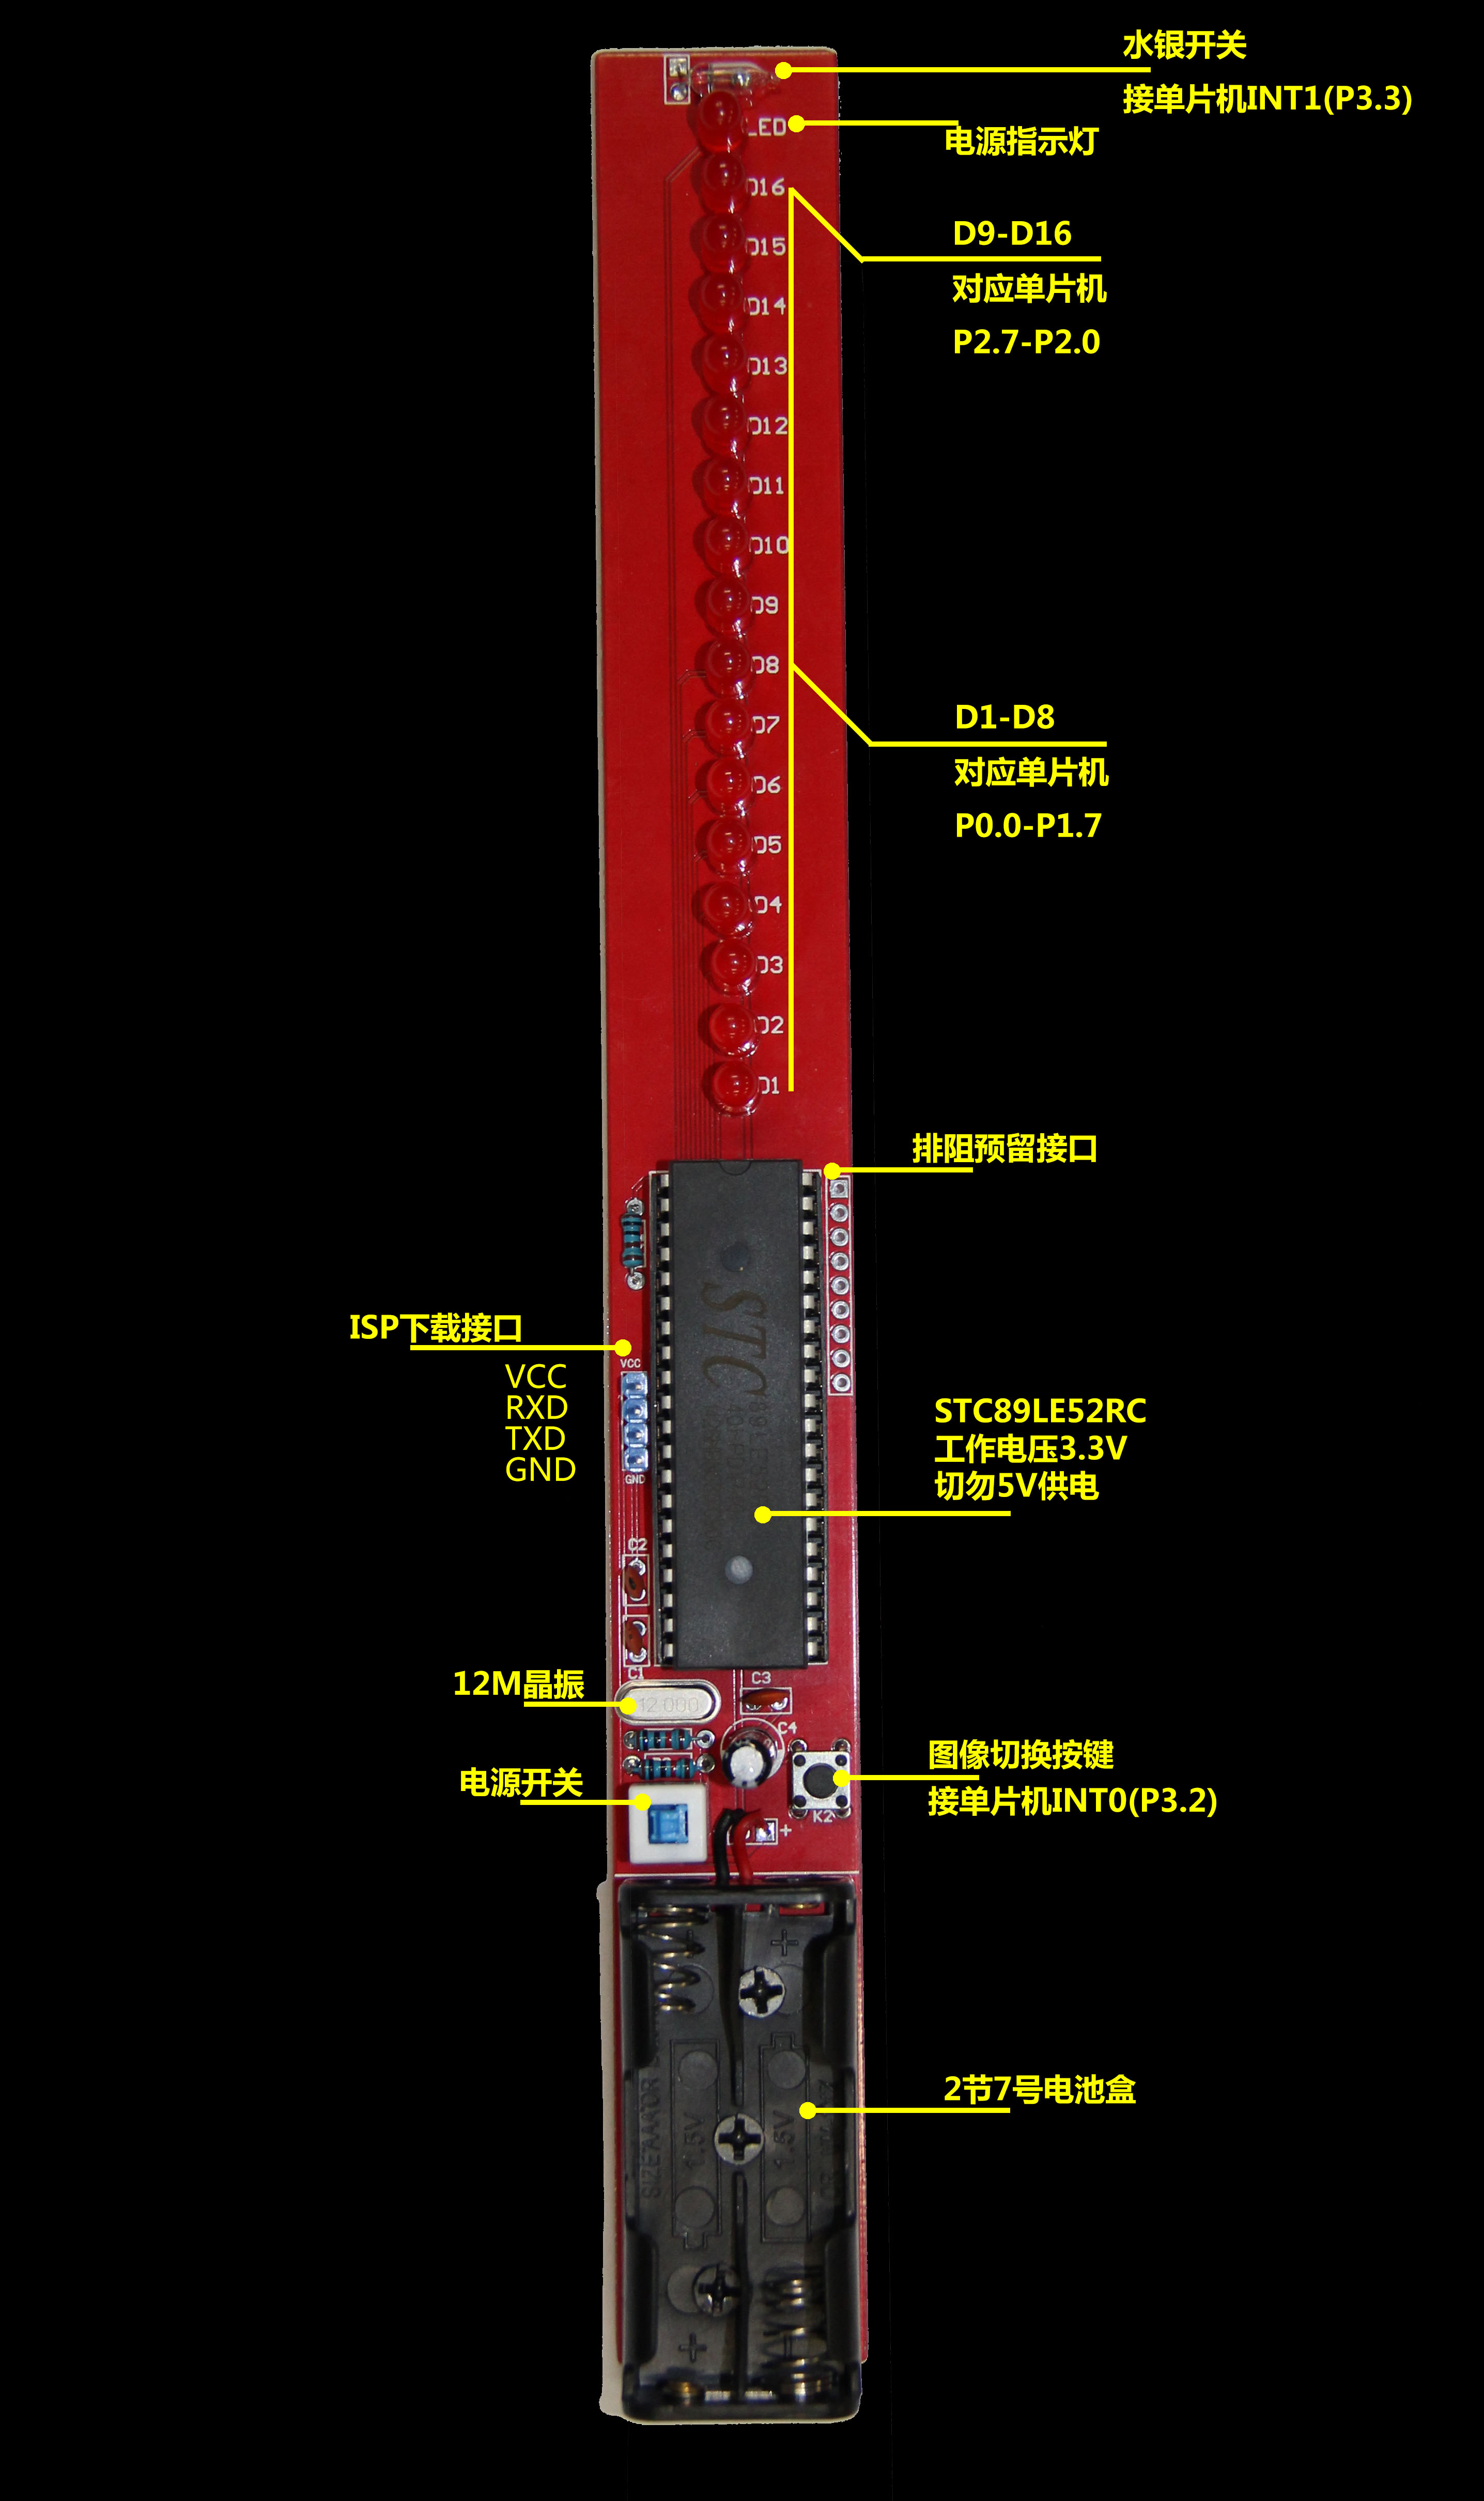 水银开关
接单片机INT1(P3.3)
LED
电源指示灯
D16
D15
D14
D13
D12
D11
D10
D9
D8
D7
D6
D5
D4
D3
D2
D1
D9-D16
对应单片机
P2.7-P2.0
D1-D8
对应单片机
P0.0-P1.7
排阻预留接口
ISP下载接口
VCC
VCC
RXD
TXD
GND
GND
STC
STC89LE52RC
工作电压3.3V
切勿5V供电
C2
C1
12M晶振
12.000
C3
C4
电源开关
图像切换按键
接单片机INT0(P3.2)
K2
+
+
2节7号电池盒
1.5V
1.5V
+